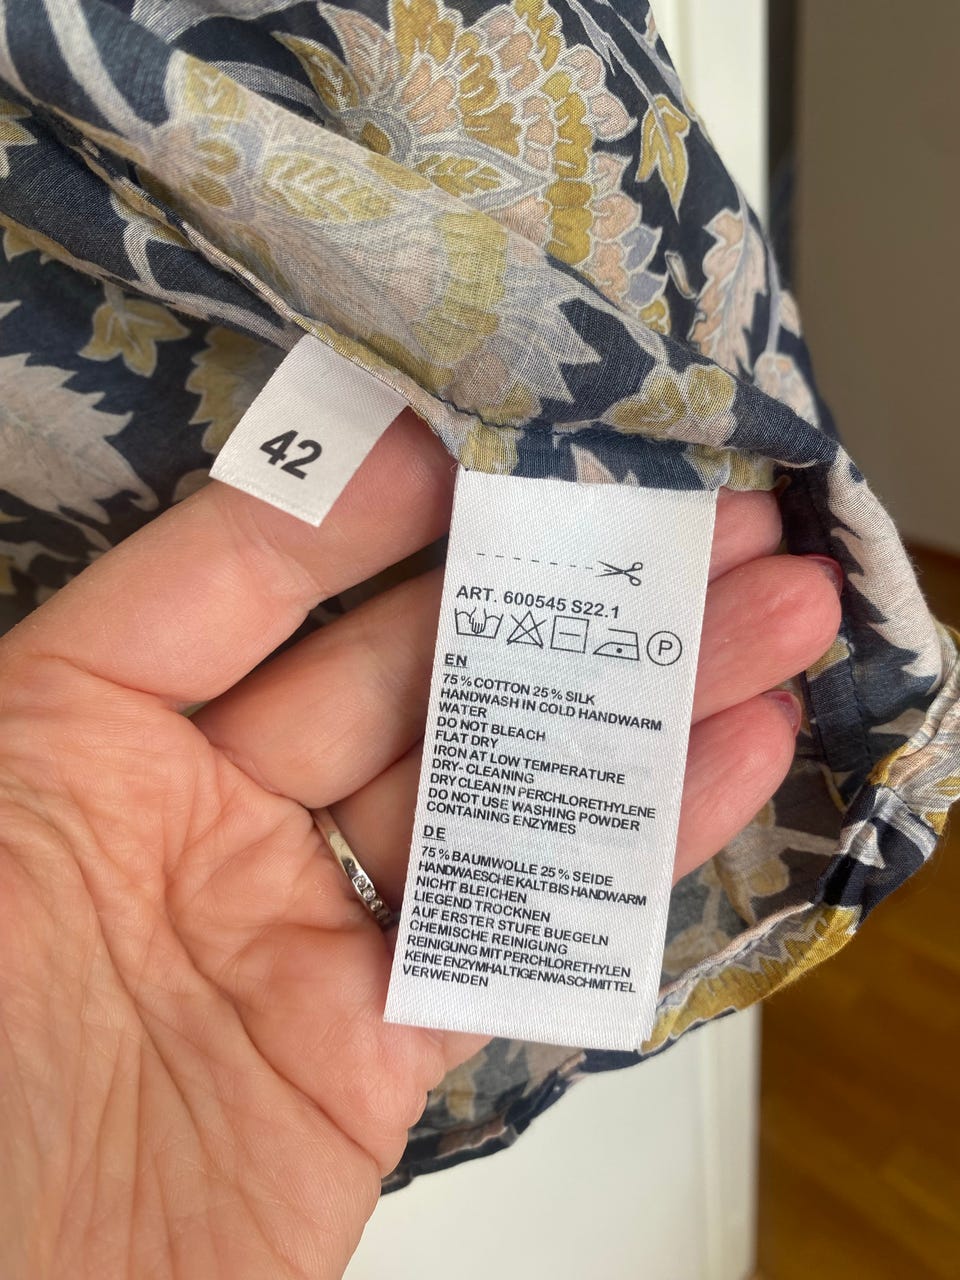 42
ART. 600545 S22.1
P
EN
75 % COTTON 25 % SILK
HANDWASH IN COLD HANDWARM
WATER
DO NOT BLEACH
FLAT DRY
IRON AT LOW TEMPERATURE
DRY- CLEANING
DRY CLEAN IN PERCHLORETHYLENE
DO NOT USE WASHING POWDER
CONTAINING ENZYMES
DE
75 % BAUMWOLLE 25 % SEIDE
HANDWAESCHE KALT BIS HANDWARM
NICHT BLEICHEN
LIEGEND TROCKNEN
AUF ERSTER STUFE BUEGELN
CHEMISCHE REINIGUNG
REINIGUNG MIT PERCHLORETHYLEN
KEINE ENZYMHALTIGEN WASCHMITTEL
VERWENDEN